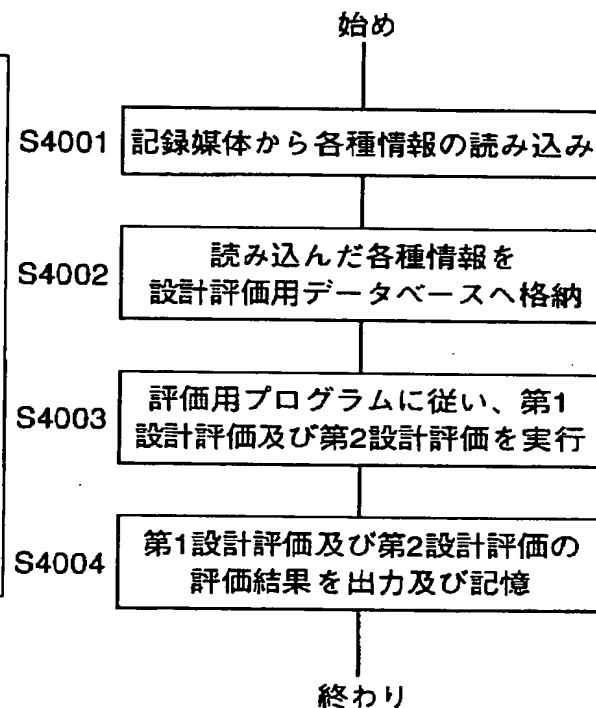 始め
S4001 記録媒体から各種情報の読み込み
S4002 読み込んだ各種情報を
設計評価用データベースへ格納
S4003 評価用プログラムに従い、第1
設計評価及び第2設計評価を実行
S4004 第1設計評価及び第2設計評価の
評価結果を出力及び記憶
終わり